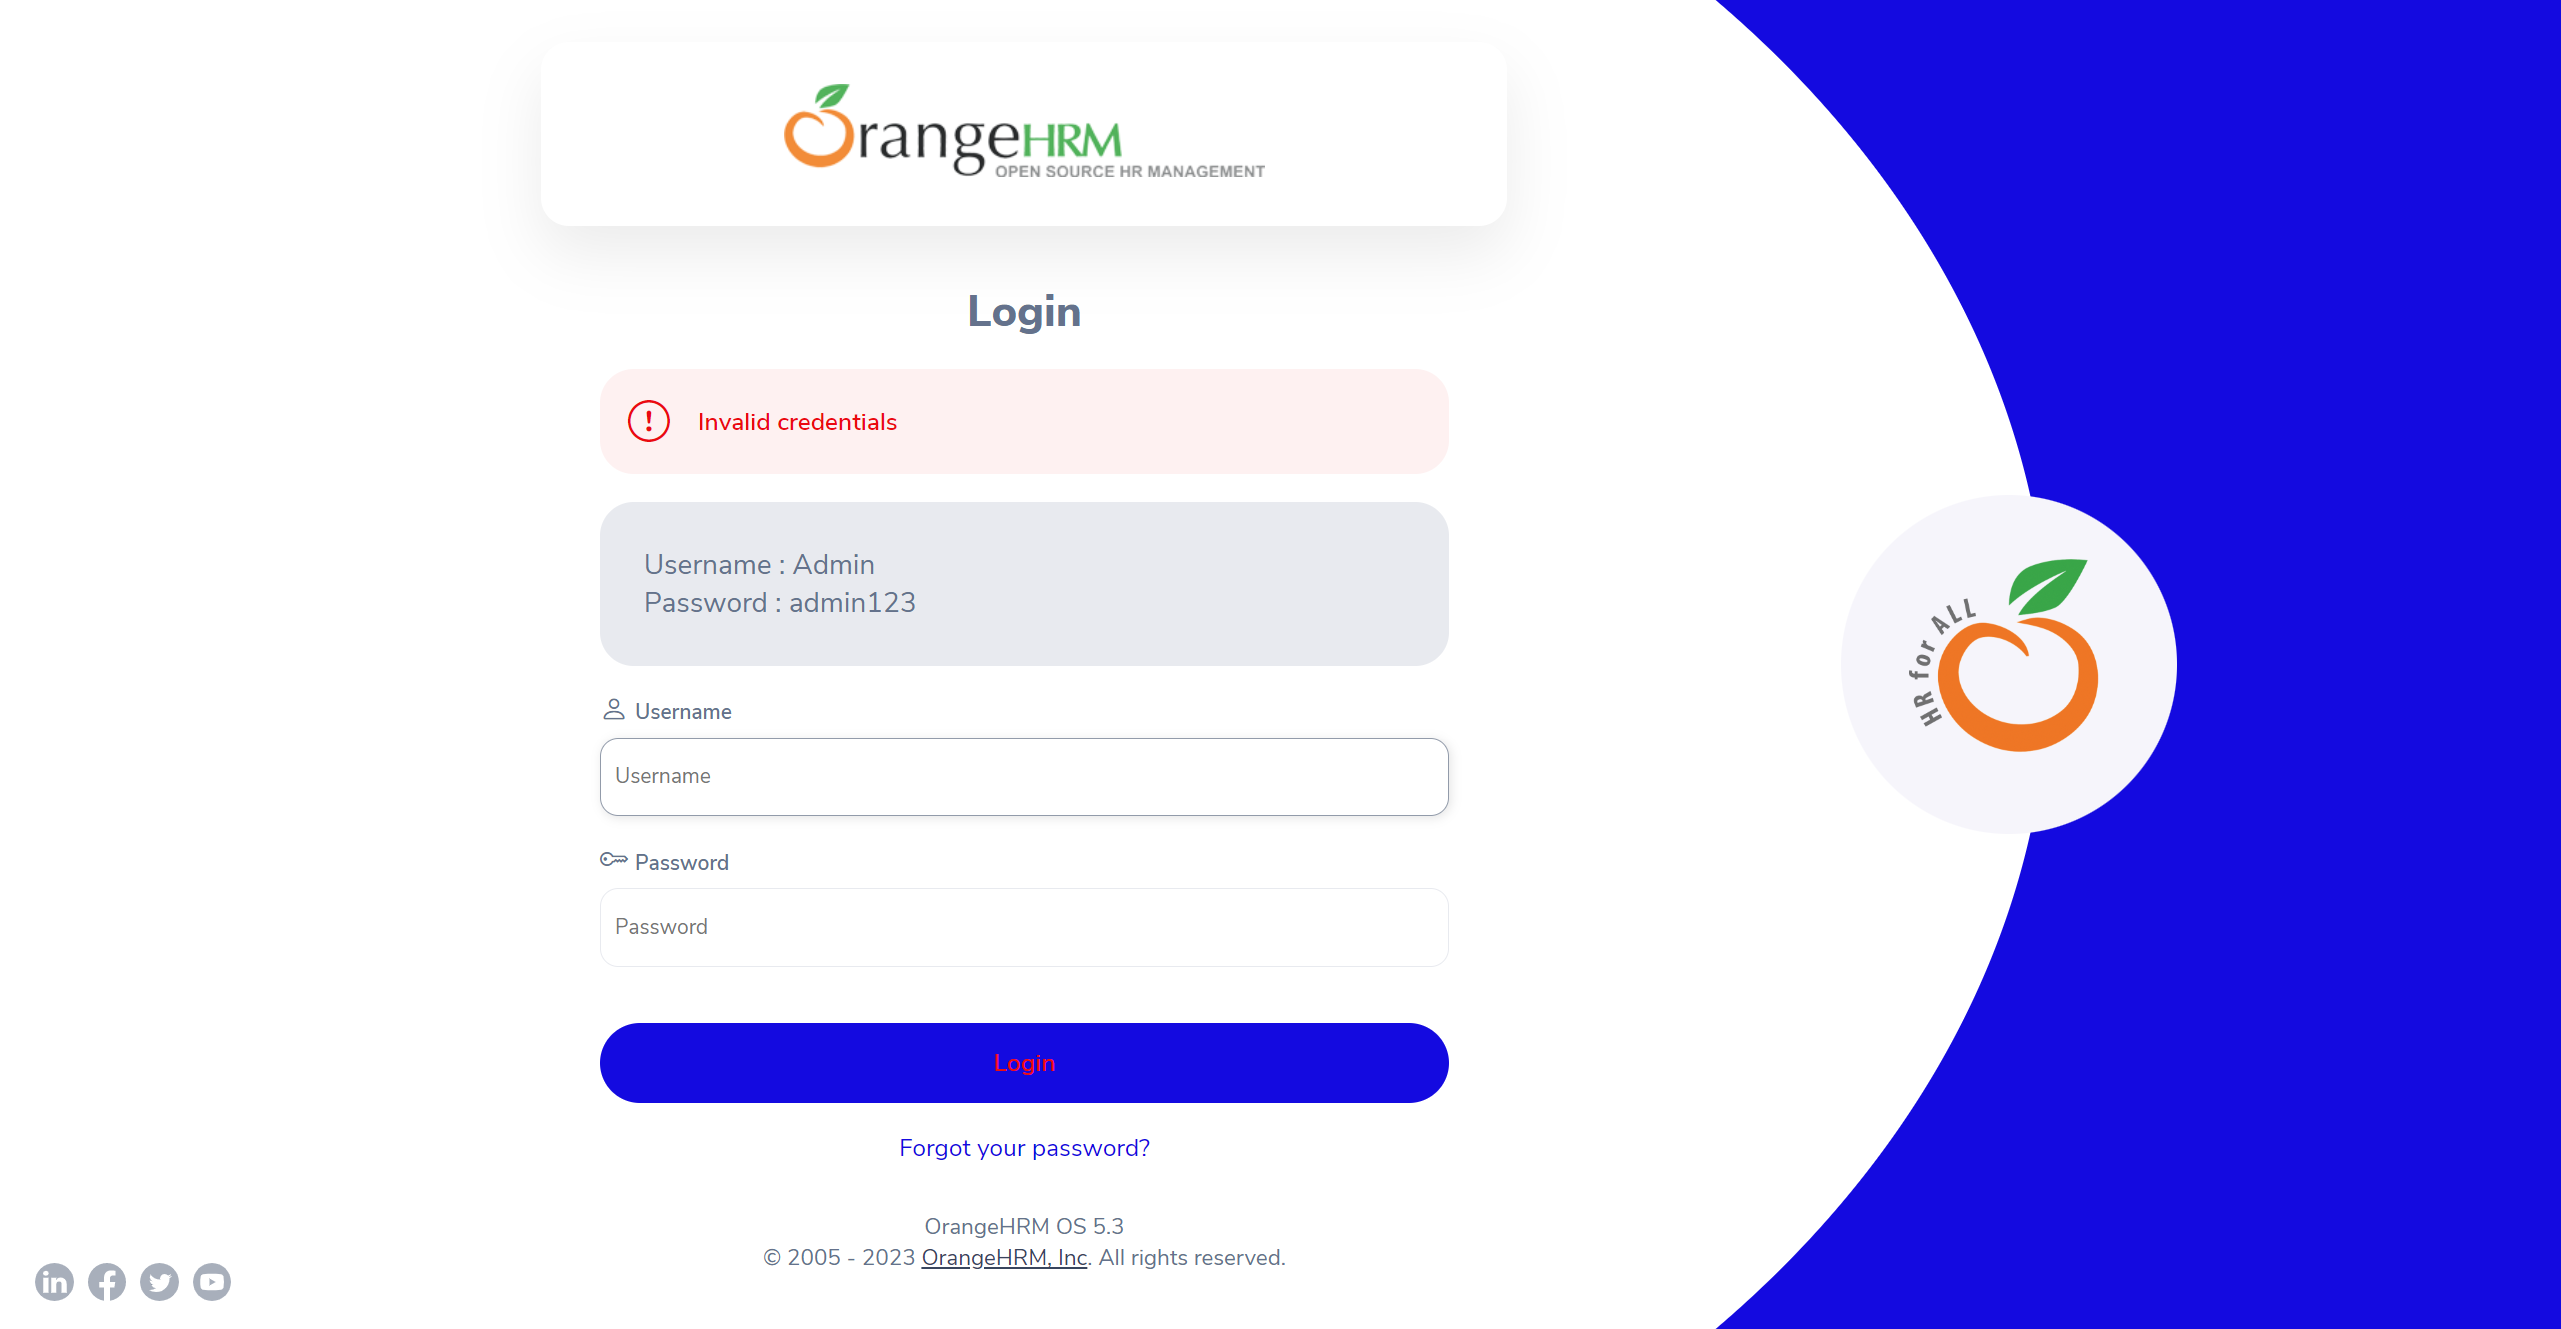 OrangeHRM
OPEN SOURCE HR MANAGEMENT
Login
Invalid credentials
Username : Admin
Password : admin123
Username
Username
Password
Password
Login
Forgot your password?
OrangeHRM OS 5.3
© 2005 - 2023 OrangeHRM, Inc. All rights reserved.
HR for ALL